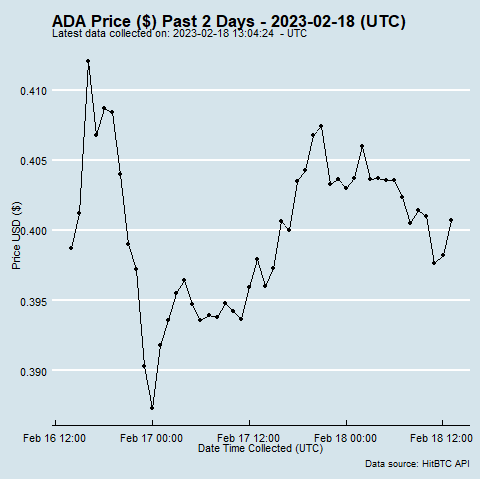 ADA Price ($) Past 2 Days - 2023-02-18 (UTC)
Latest data collected on: 2023-02-18 13:04:24  - UTC
0.410
0.405
0.400
0.395
0.390
Price USD ($)
Feb 16 12:00
Feb 17 00:00
Feb 17 12:00
Feb 18 00:00
Feb 18 12:00
Date Time Collected (UTC)
Data source: HitBTC API